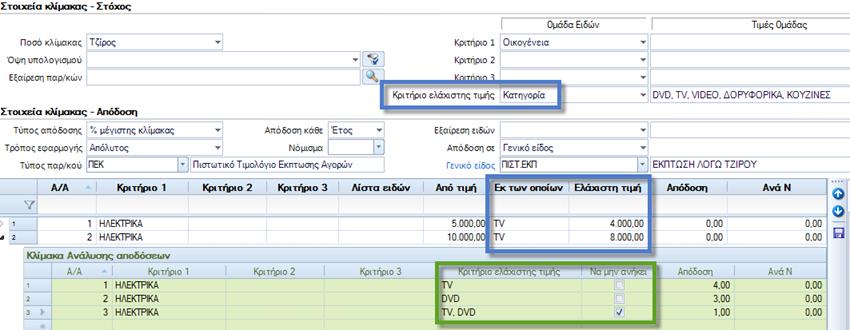 Στοιχεία κλίμακας - Στόχος
Ομάδα Ειδών Τιμές Ομάδας
Ποσό κλίμακας Τζίρος Κριτήριο 1 Οικογένεια
Όψη υπολογισμού Κριτήριο 2
Εξαίρεση παρ/κών Κριτήριο 3
Κριτήριο ελάχιστης τιμής Κατηγορία DVD, TV, VIDEO, ΔΟΡΥΦΟΡΙΚΑ, ΚΟΥΖΙΝΕΣ
Στοιχεία κλίμακας - Απόδοση
Τύπος απόδοσης % μέγιστης κλίμακας Απόδοση κάθε Έτος Εξαίρεση ειδών
Τρόπος εφαρμογής Απόλυτος Νόμισμα Απόδοση σε Γενικό είδος
Τύπος παρ/κού ΠΕΚ Πιστωτικό Τιμολόγιο Εκπτωσης Αγορών Γενικό είδος ΠΙΣΤ.ΕΚΠ ΕΚΠΤΩΣΗ ΛΟΓΩ ΤΖΙΡΟΥ
Α/Α Κριτήριο 1 Κριτήριο 2 Κριτήριο 3 Λίστα ειδών Από τιμή Εκ των οποίων Ελάχιστη τιμή Απόδοση Ανά Ν
1 1 ΗΛΕΚΤΡΙΚΑ 5.000,00 TV 4.000,00 0,00 0,00
2 2 ΗΛΕΚΤΡΙΚΑ 10.000,00 TV 8.000,00 0,00 0,00
Κλίμακα Ανάλυσης αποδόσεων
Α/Α Κριτήριο 1 Κριτήριο 2 Κριτήριο 3 Κριτήριο ελάχιστης τιμής Να μην ανήκει Απόδοση Ανά Ν
1 1 ΗΛΕΚΤΡΙΚΑ TV 4,00 0,00
2 2 ΗΛΕΚΤΡΙΚΑ DVD 3,00 0,00
3 3 ΗΛΕΚΤΡΙΚΑ TV, DVD 1,00 0,00